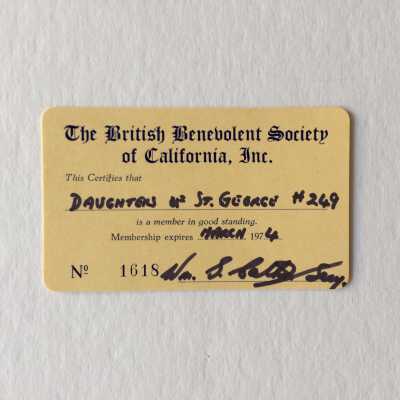 The British Benevolent Society
of California, Inc.
This Certifies that
DAUGHTERS OF ST. GEORGE #249
is a member in good standing.
Membership expires MARCH 1974
Nº 1618 Wm. S.